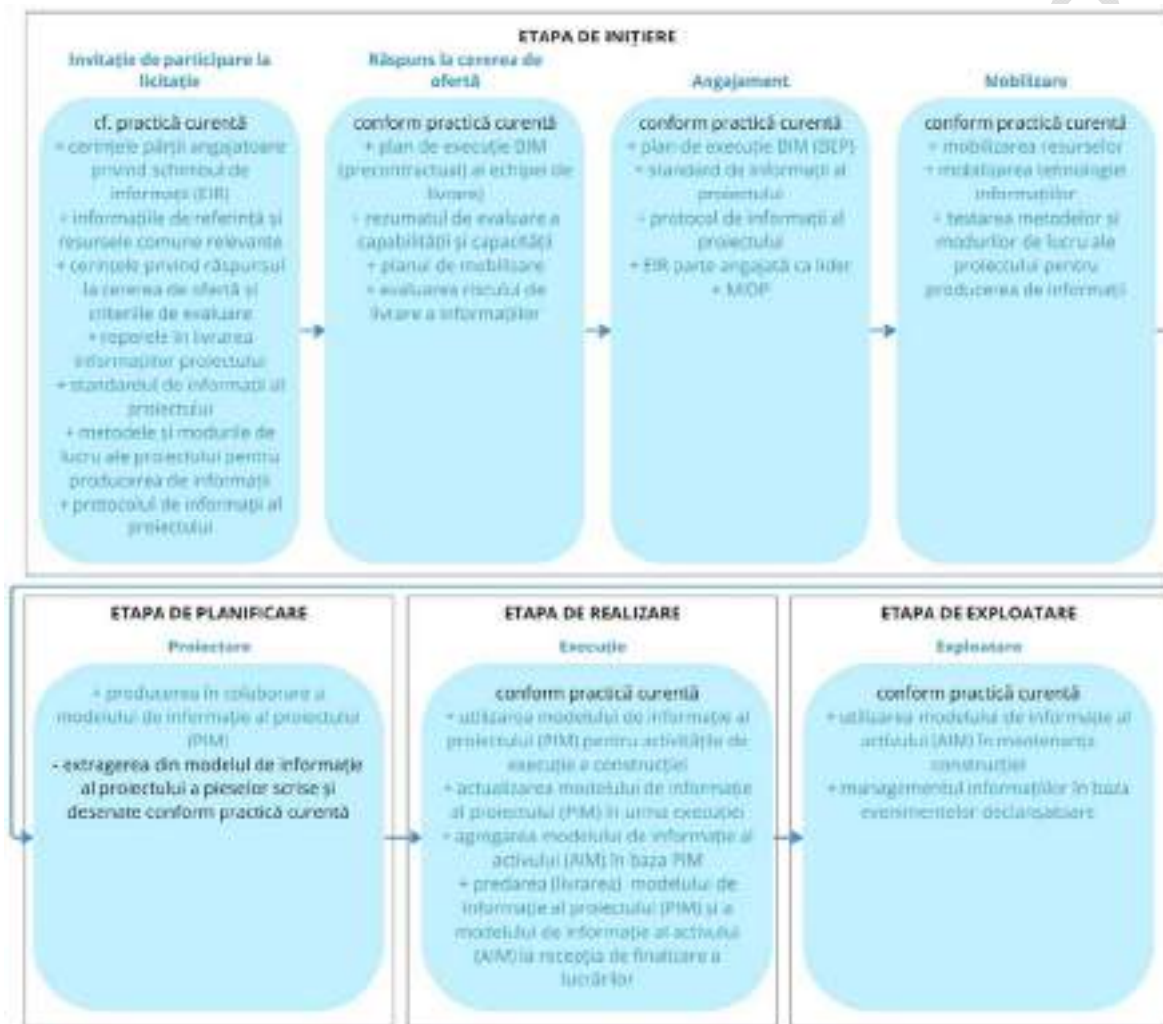 ETAPA DE INIȚIERE
Invitație de participare la
licitație
cf. practică curentă
+ cerințele părții angajatoare
privind schimbul de
informații (EIR)
+ informațiile de referință și
resursele comune relevante
+ cerințele privind răspunsul
la cererea de ofertă și
criteriile de evaluare
+ reperele în livrarea
informațiilor proiectului
+ standardul de informații al
proiectului
+ metodele și modurile de
lucru ale proiectului pentru
producerea de informații
+ protocolul de informații al
proiectului
Răspuns la cererea de
ofertă
conform practică curentă
+ plan de execuție BIM
(precontractual) al echipei de
livrare)
- rezumatul de evaluare a
capabilității și capacității
+ planul de mobilizare
+ evaluarea riscului de
livrare a informațiilor
Angajament
conform practică curentă
+ plan de execuție BIM (BEP)
+ standard de informații al
proiectului
- protocol de informații al
proiectului
+ EIR parte angajată ca lider
+ MIDP
Mobilizare
conform practică curentă
+ mobilizarea resurselor
+ mobilizarea tehnologiei
informațiilor
+ testarea metodelor și
modurilor de lucru ale
proiectului pentru
producerea de informații
ETAPA DE PLANIFICARE
Proiectare
+ producerea în colaborare a
modelului de informație al proiectului
(PIM)
- extragerea din modelul de informație
al proiectului a pieselor scrise și
desenate conform practică curentă
ETAPA DE REALIZARE
Execuție
conform practică curentă
+ utilizarea modelului de informație al
proiectului (PIM) pentru activitățile de
execuție a construcției
+ actualizarea modelului de informație
al proiectului (PIM) în urma execuției
+ agregarea modelului de informație al
activului (AIM) în baza PIM
+ predarea (livrarea) modelului de
informație al proiectului (PIM) și a
modelului de informație al activului
(AIM) la recepția de finalizare a
lucrărilor
ETAPA DE EXPLOATARE
Exploatare
conform practică curentă
+ utilizarea modelului de informație al
activului (AIM) în mentenanța
construcției
+ managementul informațiilor în baza
evenimentelor declanșatoare